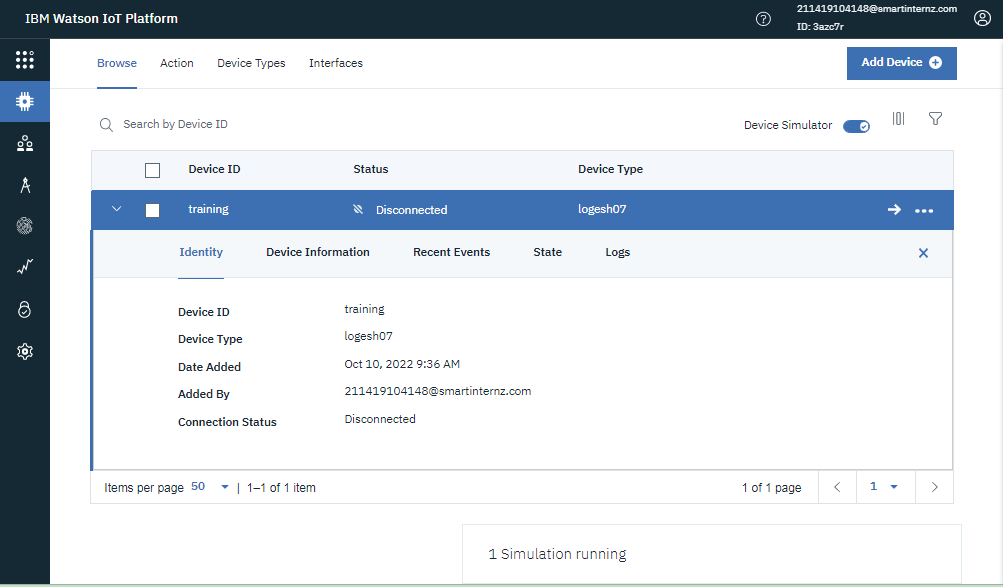 IBM Watson IoT Platform
211419104148@smartinternz.com
ID: 3azc7r
Browse Action Device Types Interfaces
Add Device
Search by Device ID
Device Simulator
Device ID Status Device Type
training Disconnected logesh07
Identity Device Information Recent Events State Logs
Device ID training
Device Type logesh07
Date Added Oct 10, 2022 9:36 AM
Added By 211419104148@smartinternz.com
Connection Status Disconnected
Items per page 50 | 1–1 of 1 item 1 of 1 page 1
1 Simulation running